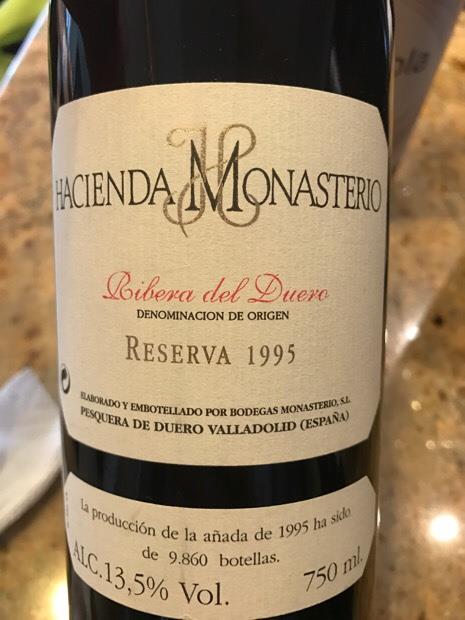 HACIENDA MONASTERIO
Ribera del Duero
DENOMINACION DE ORIGEN
RESERVA 1995
ELABORADO Y EMBOTELLADO POR BODEGAS MONASTERIO, S.L.
PESQUERA DE DUERO VALLADOLID (ESPAÑA)
La producción de la añada de 1995 ha sido
de 9.860 botellas.
ALC.13,5% Vol. 750 ml.